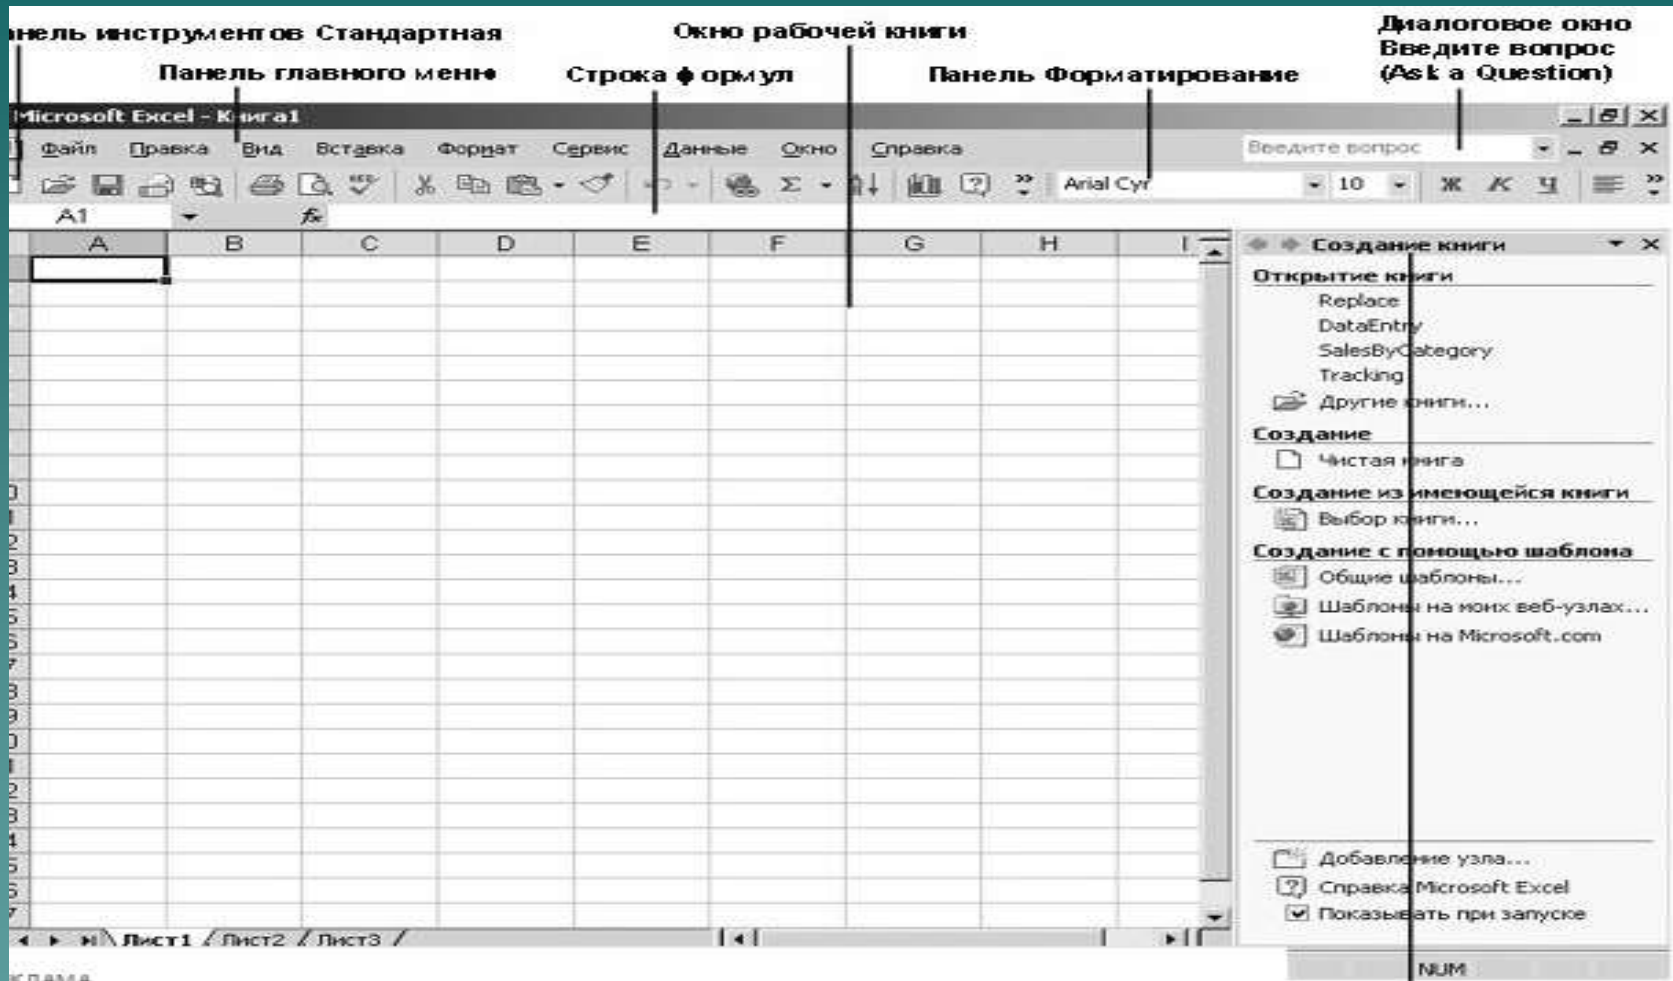 анель инструментов Стандартная
Окно рабочей книги
Диалоговое окно
Введите вопрос
(Ask a Question)
Панель главного меню
Строка формул
Панель Форматирование
Microsoft Excel - Книга1
Файл Правка Вид Вставка Формат Сервис Данные Окно Справка
Введите вопрос
Arial Cyr 10 Ж К Ч
A1 fx
A B C D E F G H I
Создание книги
Открытие книги
Replace
DataEntry
SalesByCategory
Tracking
Другие книги...
Создание
Чистая книга
Создание из имеющейся книги
Выбор книги...
Создание с помощью шаблона
Общие шаблоны...
Шаблоны на моих веб-узлах...
Шаблоны на Microsoft.com
Добавление узла...
Справка Microsoft Excel
Показывать при запуске
Лист1 Лист2 Лист3
NUM